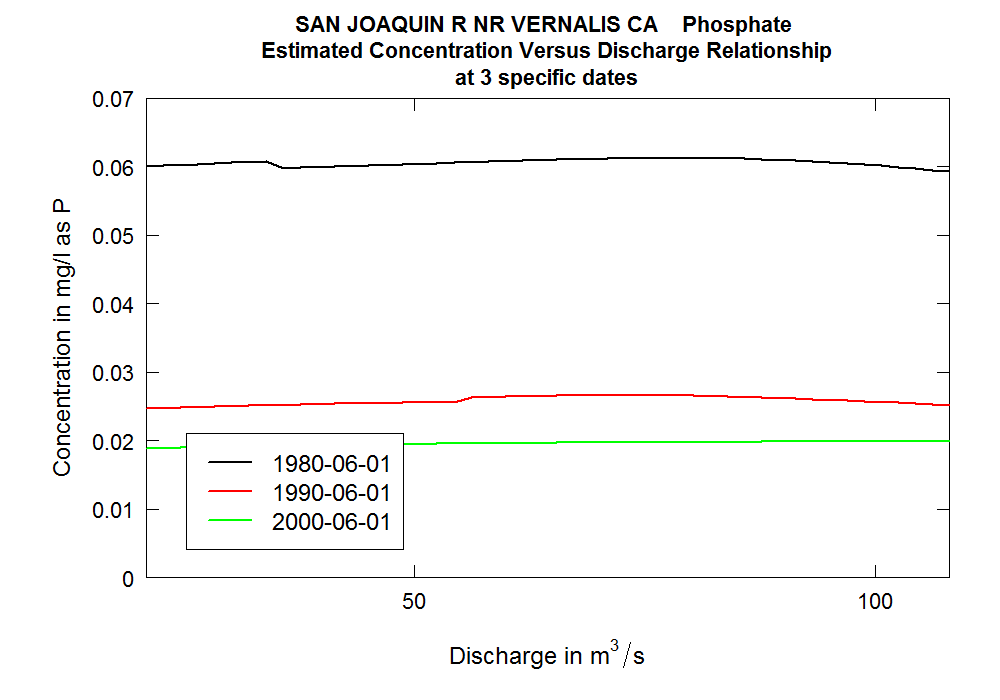 SAN JOAQUIN R NR VERNALIS CA Phosphate
Estimated Concentration Versus Discharge Relationship
at 3 specific dates
Concentration in mg/l as P
0.07
0.06
0.05
0.04
0.03
0.02
0.01
0
1980-06-01
1990-06-01
2000-06-01
50 100
Discharge in m³/s